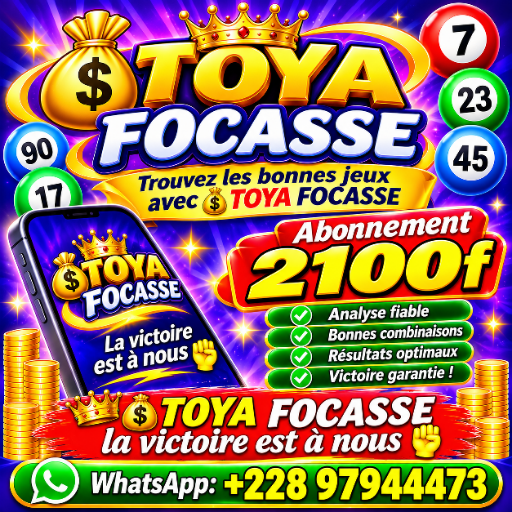 $
TOYA
FOCASSE
7
23
45
90
17
Trouvez les bonnes jeux
avec $ TOYA FOCASSE
$TOYA
FOCASSE
La victoire
est à nous
Abonnement
2100f
Analyse fiable
Bonnes combinaisons
Résultats optimaux
Victoire garantie !
$ TOYA FOCASSE
la victoire est à nous
WhatsApp: +228 97944473